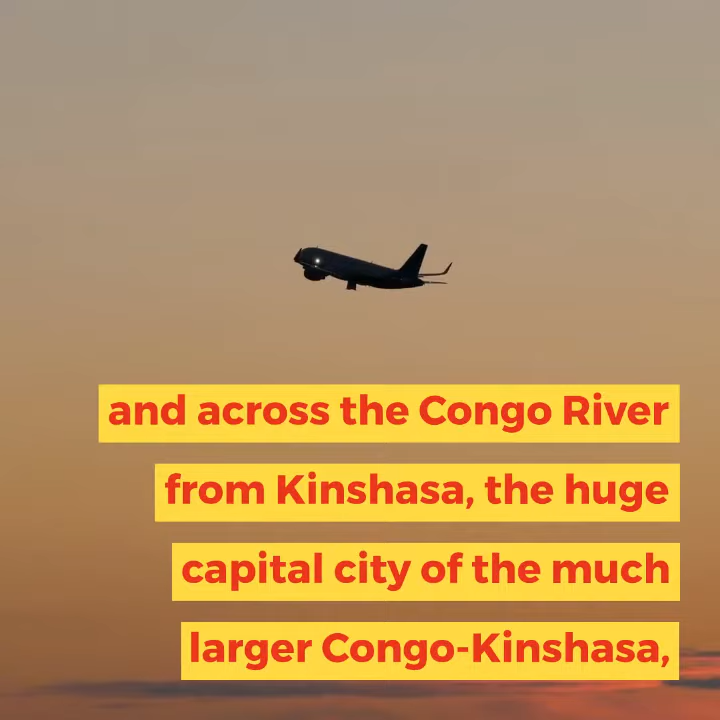 and across the Congo River
from Kinshasa, the huge
capital city of the much
larger Congo-Kinshasa,